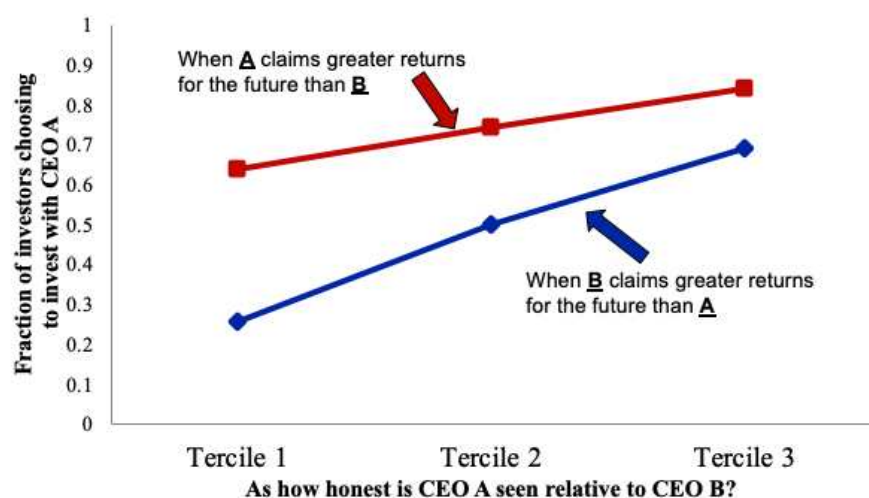 1
0.9
0.8
0.7
0.6
0.5
0.4
0.3
0.2
0.1
0
Fraction of investors choosing
to invest with CEO A
When A claims greater returns
for the future than B
When B claims greater returns
for the future than A
Tercile 1
Tercile 2
Tercile 3
As how honest is CEO A seen relative to CEO B?